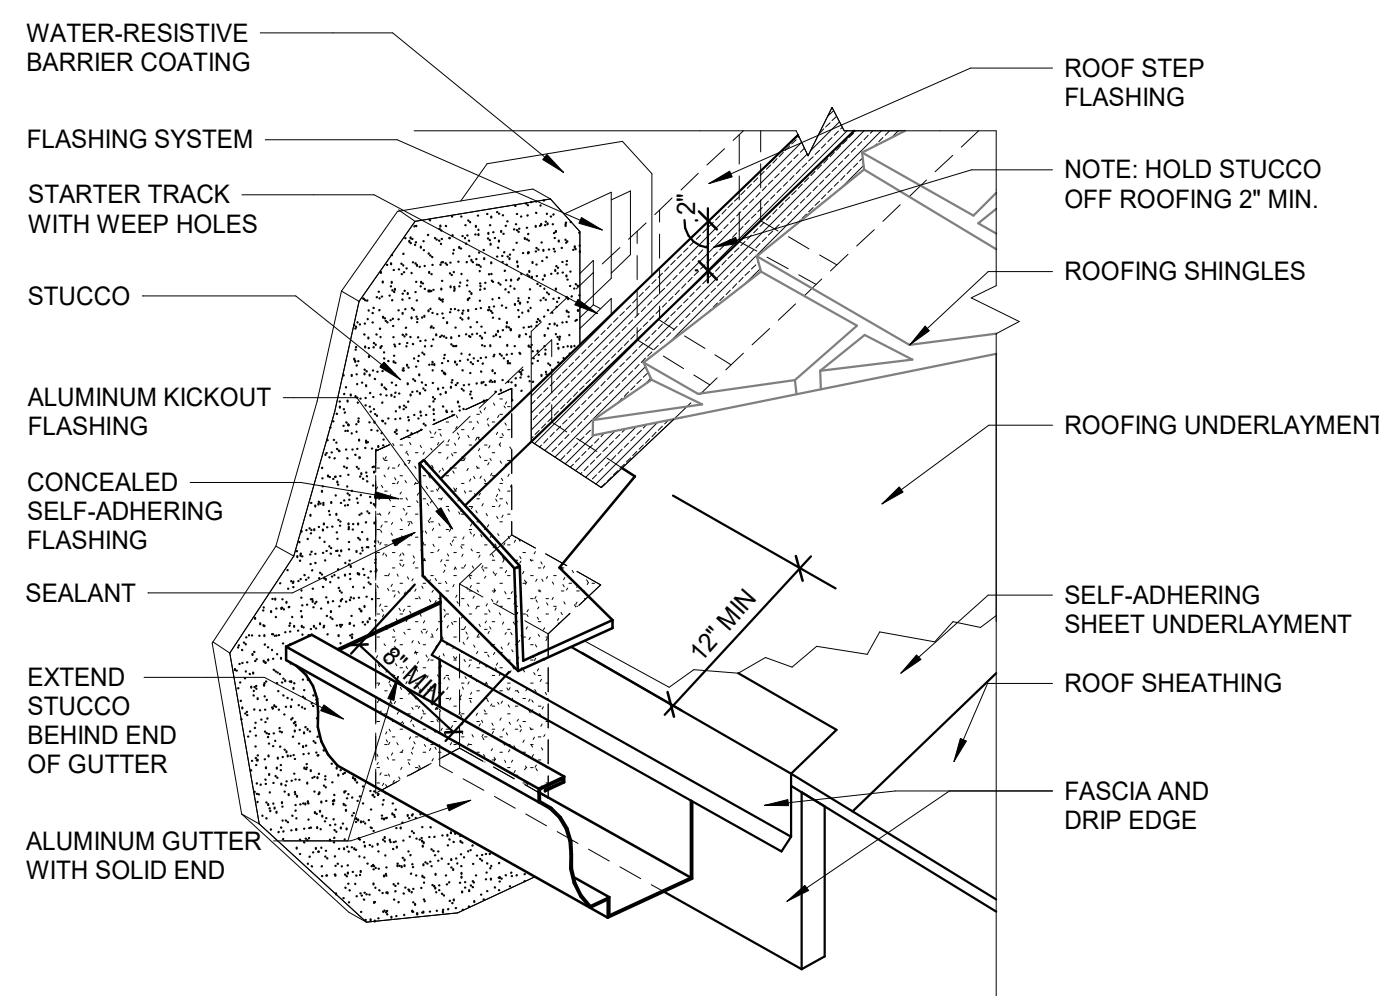 WATER-RESISTIVE
BARRIER COATING
FLASHING SYSTEM
STARTER TRACK
WITH WEEP HOLES
STUCCO
ALUMINUM KICKOUT
FLASHING
CONCEALED
SELF-ADHERING
FLASHING
SEALANT
EXTEND
STUCCO
BEHIND END
OF GUTTER
ALUMINUM GUTTER
WITH SOLID END
2"
8" MIN.
12" MIN
ROOF STEP
FLASHING
NOTE: HOLD STUCCO
OFF ROOFING 2" MIN.
ROOFING SHINGLES
ROOFING UNDERLAYMENT
SELF-ADHERING
SHEET UNDERLAYMENT
ROOF SHEATHING
FASCIA AND
DRIP EDGE